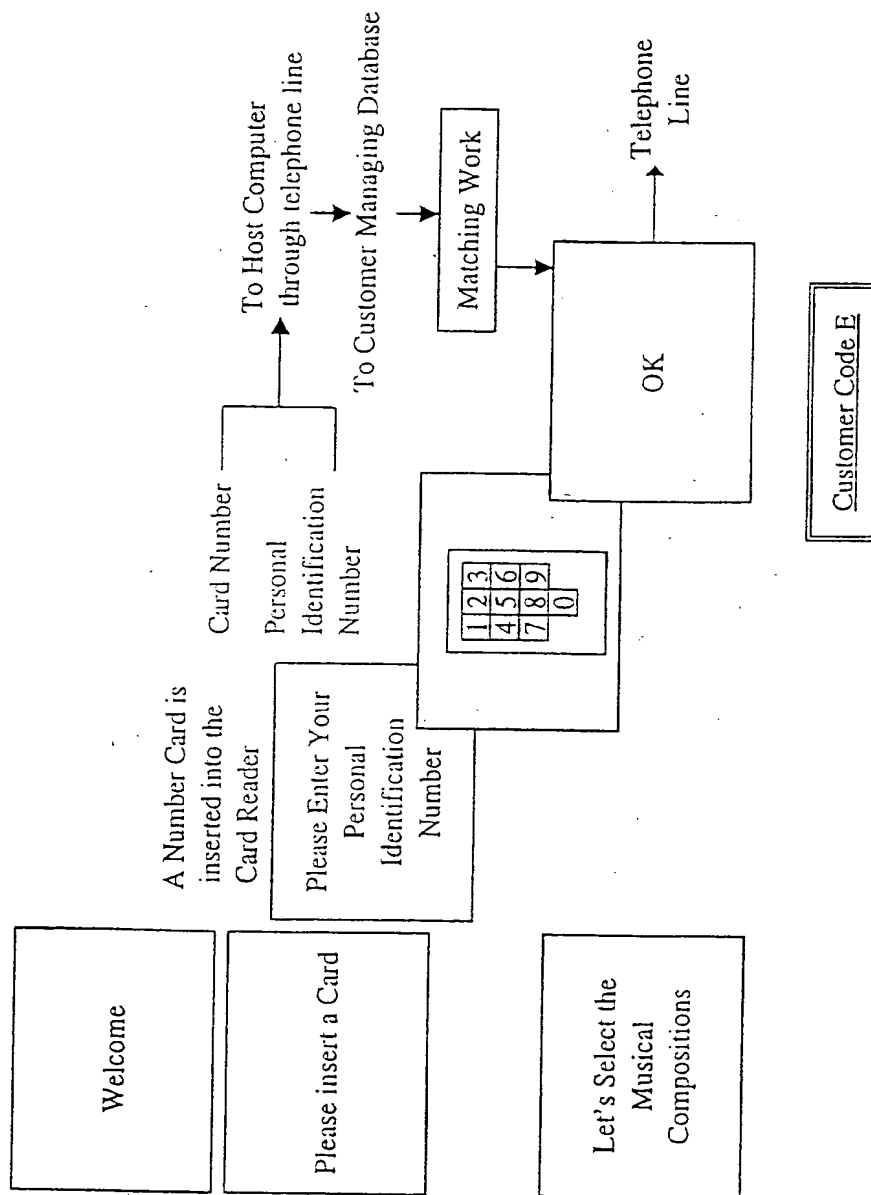 Welcome
Please insert a Card
A Number Card is
inserted into the
Card Reader
Please Enter Your
Personal
Identification
Number
Card Number
Personal
Identification
Number
To Host Computer
through telephone line
To Customer Managing Database
Matching Work
1 2 3
4 5 6
7 8 9
0
OK
Telephone
Line
Let's Select the
Musical
Compositions
Customer Code E